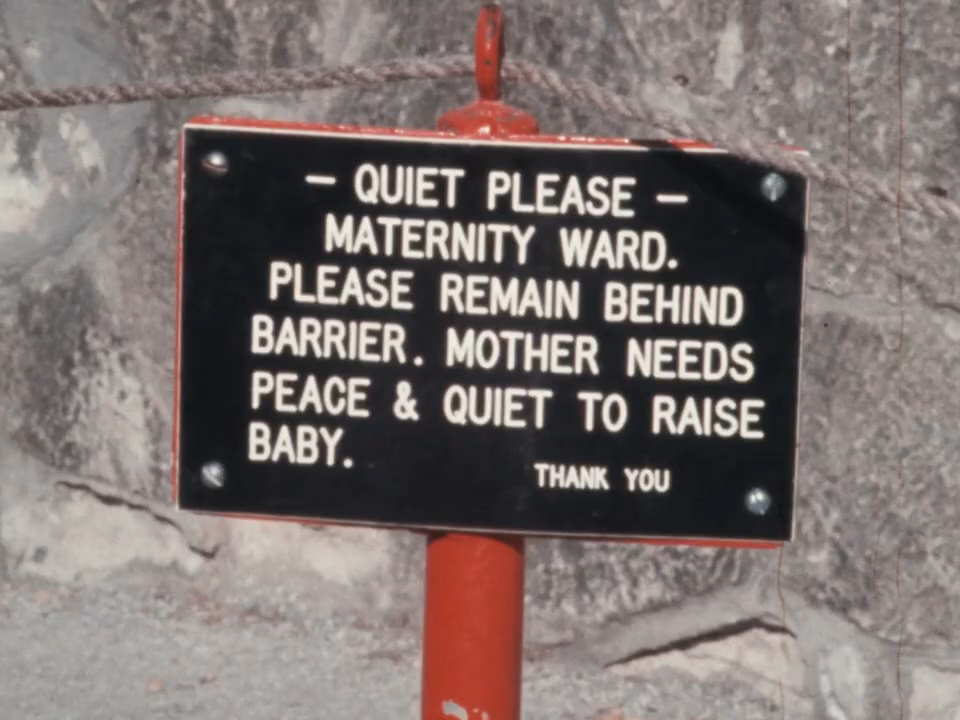 — QUIET PLEASE —
MATERNITY WARD.
PLEASE REMAIN BEHIND
BARRIER. MOTHER NEEDS
PEACE & QUIET TO RAISE
BABY.
THANK YOU